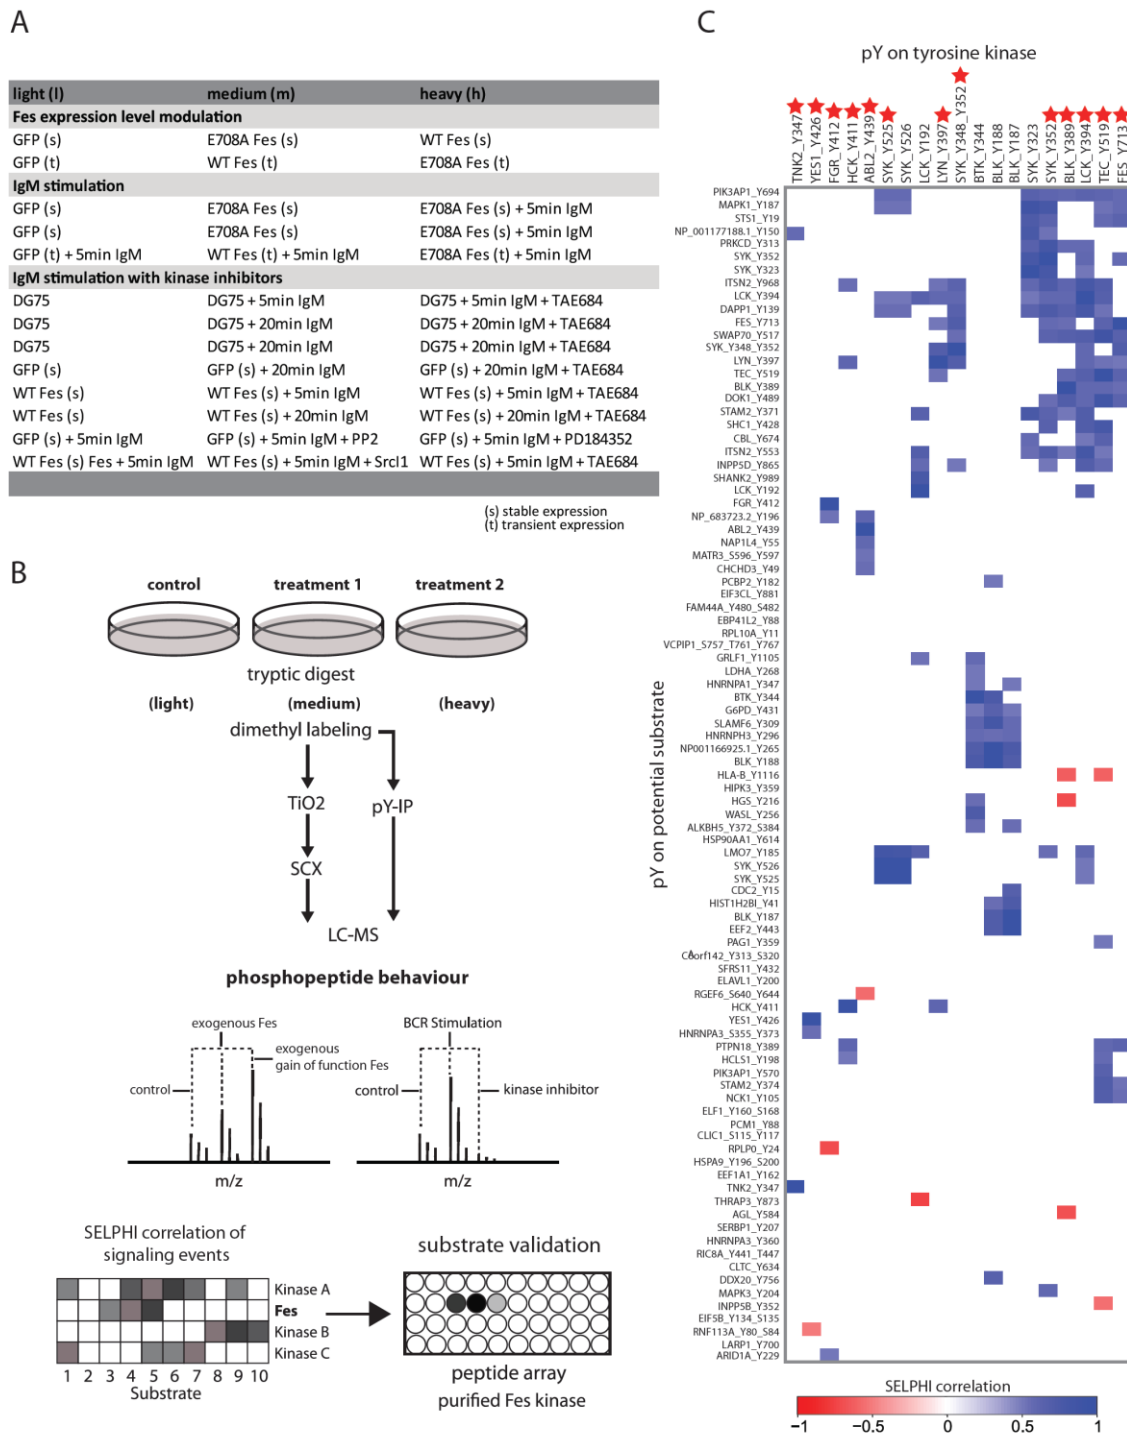 A
light (l) medium (m) heavy (h)
Fes expression level modulation
GFP (s) E708A Fes (s) WT Fes (s)
GFP (t) WT Fes (t) E708A Fes (t)
IgM stimulation
GFP (s) E708A Fes (s) E708A Fes (s) + 5min IgM
GFP (s) E708A Fes (s) E708A Fes (s) + 5min IgM
GFP (t) + 5min IgM WT Fes (t) + 5min IgM E708A Fes (t) + 5min IgM
IgM stimulation with kinase inhibitors
DG75 DG75 + 5min IgM DG75 + 5min IgM + TAE684
DG75 DG75 + 20min IgM DG75 + 20min IgM + TAE684
DG75 DG75 + 20min IgM DG75 + 20min IgM + TAE684
GFP (s) GFP (s) + 20min IgM GFP (s) + 20min IgM + TAE684
WT Fes (s) WT Fes (s) + 5min IgM WT Fes (s) + 5min IgM + TAE684
WT Fes (s) WT Fes (s) + 20min IgM WT Fes (s) + 20min IgM + TAE684
GFP (s) + 5min IgM GFP (s) + 5min IgM + PP2 GFP (s) + 5min IgM + PD184352
WT Fes (s) Fes + 5min IgM WT Fes (s) + 5min IgM + SrcI1 WT Fes (s) + 5min IgM + TAE684
(s) stable expression
(t) transient expression
B
control treatment 1 treatment 2
tryptic digest
(light) (medium) (heavy)
dimethyl labeling
TiO2 pY-IP
SCX
LC-MS
phosphopeptide behaviour
exogenous Fes
exogenous
gain of function Fes
control
m/z
BCR Stimulation
control
kinase inhibitor
m/z
SELPHI correlation of
signaling events
Kinase A
Fes
Kinase B
Kinase C
1 2 3 4 5 6 7 8 9 10
Substrate
substrate validation
peptide array
purified Fes kinase
C
pY on tyrosine kinase
TNK2_Y347
YES1_Y426
FGR_Y412
HCK_Y411
ABL2_Y439
SYK_Y525
SYK_Y526
LCK_Y192
LYN_Y397
SYK_Y348_Y352
BTK_Y344
BLK_Y188
BLK_Y187
SYK_Y323
SYK_Y352
BLK_Y389
LCK_Y394
TEC_Y519
FES_Y713
pY on potential substrate
PIK3AP1_Y694
MAPK1_Y187
STS1_Y19
NP_001177188.1_Y150
PRKCD_Y313
SYK_Y352
SYK_Y323
ITSN2_Y968
LCK_Y394
DAPP1_Y139
FES_Y713
SWAP70_Y517
SYK_Y348_Y352
LYN_Y397
TEC_Y519
BLK_Y389
DOK1_Y489
STAM2_Y371
SHC1_Y428
CBL_Y674
ITSN2_Y553
INPP5D_Y865
SHANK2_Y989
LCK_Y192
FGR_Y412
NP_683723.2_Y196
ABL2_Y439
NAP1L4_Y55
MATR3_S596_Y597
CHCHD3_Y49
PCBP2_Y182
EIF3CL_Y881
FAM44A_Y480_S482
EBP41L2_Y88
RPL10A_Y11
VCPIP1_S757_T761_Y767
GRLF1_Y1105
LDHA_Y268
HNRNPA1_Y347
BTK_Y344
G6PD_Y431
SLAMF6_Y309
HNRNPH3_Y296
NP001166925.1_Y265
BLK_Y188
HLA-B_Y1116
HIPK3_Y359
HGS_Y216
WASL_Y256
ALKBH5_Y372_S384
HSP90AA1_Y614
LMO7_Y185
SYK_Y526
SYK_Y525
CDC2_Y15
HIST1H2BI_Y41
BLK_Y187
EEF2_Y443
PAG1_Y359
SFRS11_Y432
ELAVL1_Y200
RGEF6_S640_Y644
HCK_Y411
YES1_Y426
HNRNPA3_S355_Y373
PTPN18_Y389
HCLS1_Y198
PIK3AP1_Y570
STAM2_Y374
NCK1_Y105
ELF1_Y160_S168
PCM1_Y88
CLIC1_S115_Y117
RPLP0_Y24
HSPA9_Y196_S200
EEF1A1_Y162
TNK2_Y347
THRAP3_Y873
AGL_Y584
SERBP1_Y207
HNRNPA3_Y360
RIC8A_Y441_T447
CLTC_Y634
DDX20_Y756
MAPK3_Y204
INPP5B_Y352
EIF5B_Y134_S135
RNF113A_Y80_S84
LARP1_Y700
ARID1A_Y229
SELPHI correlation
−1 −0.5 0 0.5 1